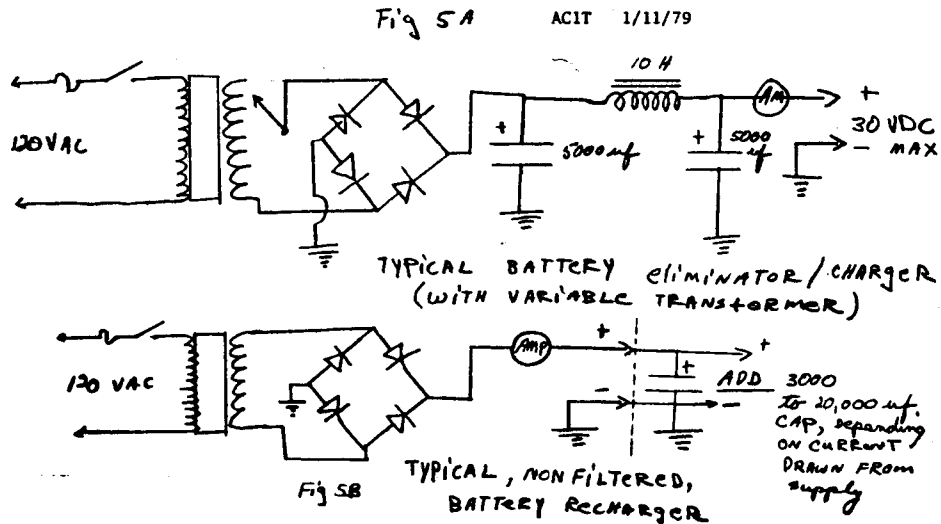 Fig 5A ACIT 1/11/79
10 H
AM
+
120 VAC
+
5000 uf
+
5000
uf
30 VDC
- MAX
TYPICAL BATTERY eliMINATOR/CHARGER
(WITH VARIABLE TRANSFORMER)
120 VAC
AMP
+
+
+
-
-
ADD 3000
to 20,000 uf.
CAP, depending
ON CURRENT
DRAWN FROM
supply
Fig 5B
TYPICAL, NON FILTERED,
BATTERY RECHARGER